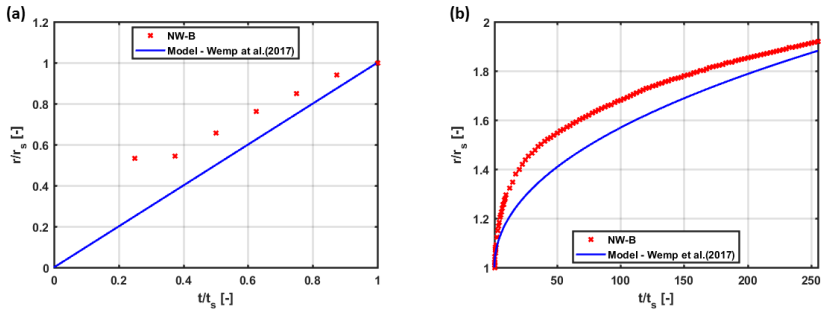 (a)
1.2
1
0.8
0.6
0.4
0.2
0
r/rs [-]
NW-B
Model - Wemp at al.(2017)
0.2
0.4
0.6
0.8
1
t/ts [-]
(b)
2
1.8
1.6
1.4
1.2
1
r/rs [-]
NW-B
Model - Wemp et al.(2017)
50
100
150
200
250
t/ts [-]